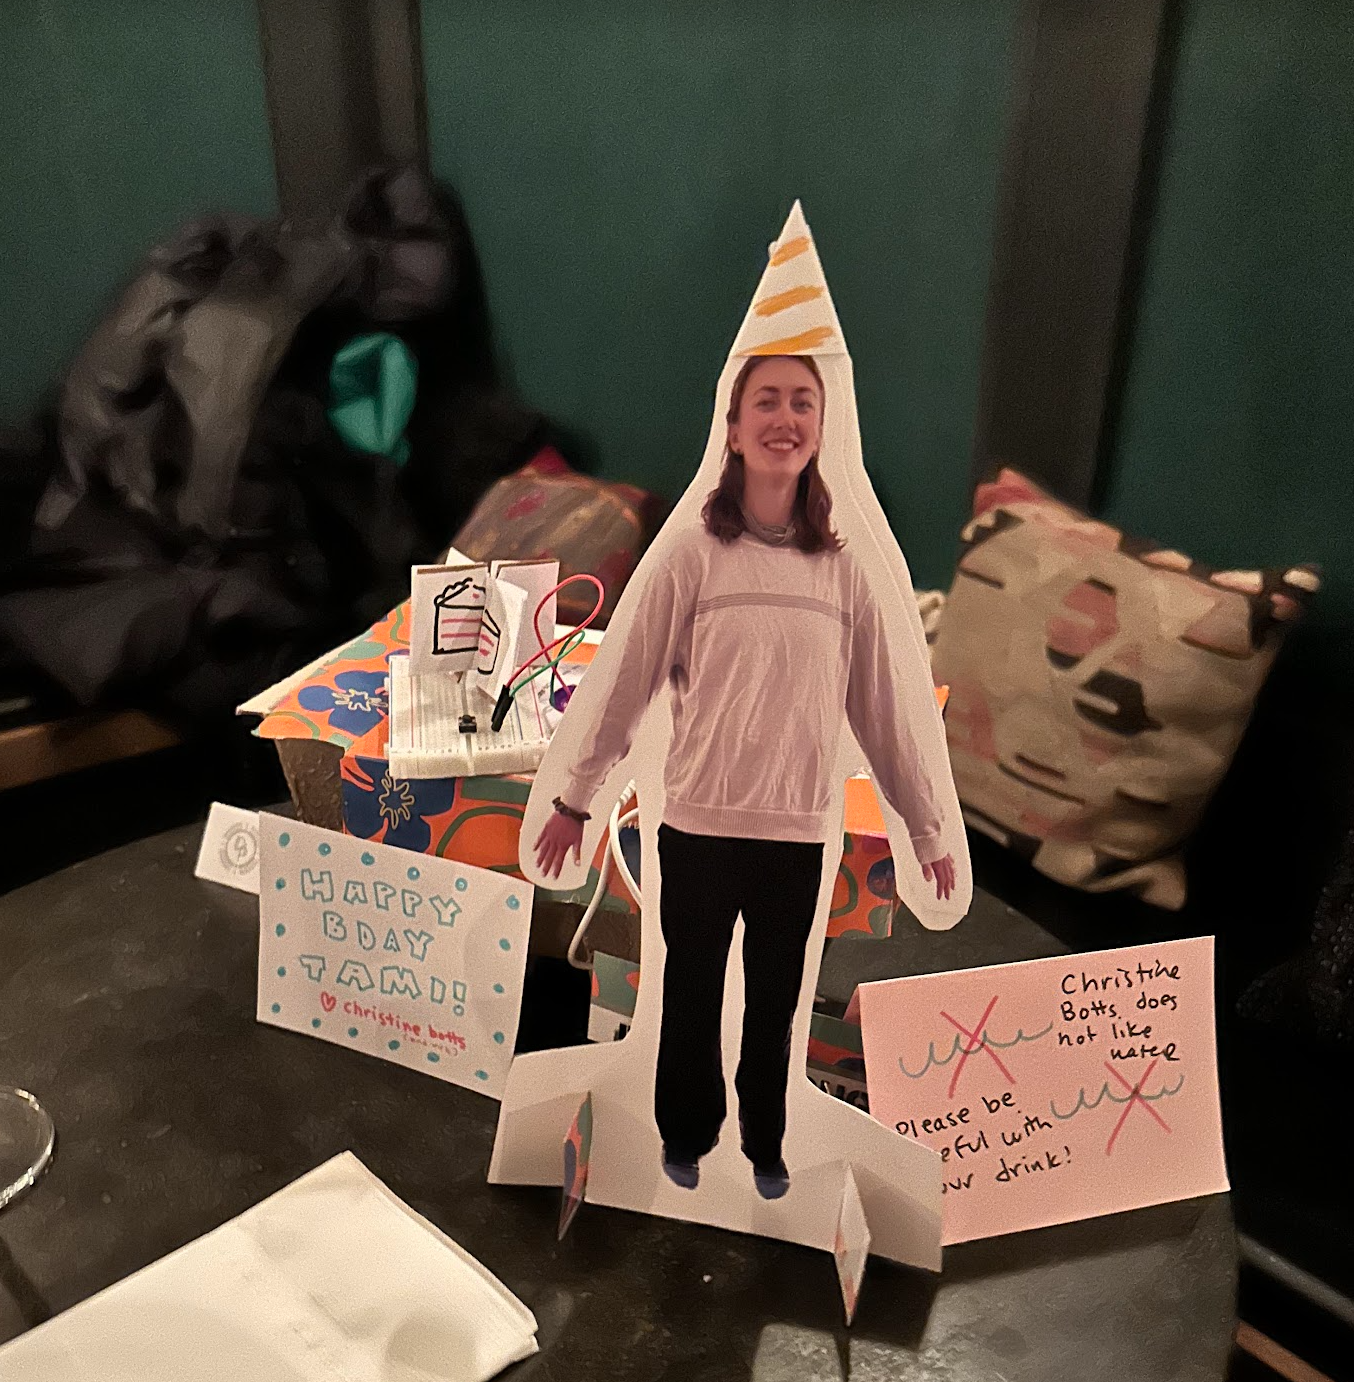 HAPPY
BDAY
TAMI!
♡ christine botts
Christine
Botts does
not like
water
Please be
eful with
our drink!